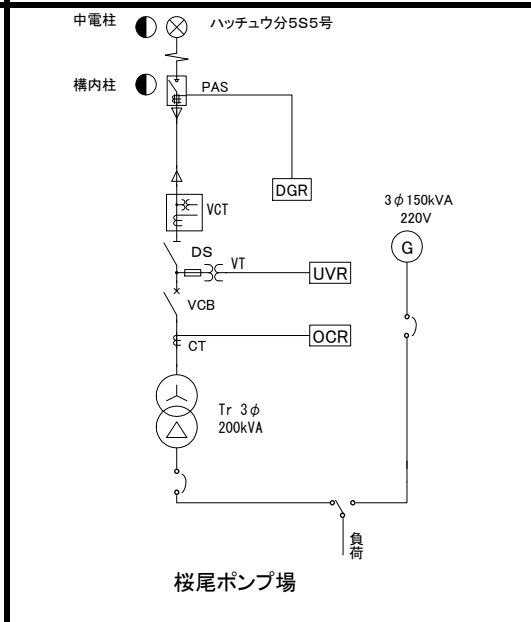 中電柱
ハッチュウ分5S5号
構内柱
PAS
DGR
VCT
3φ150kVA
220V
G
DS
VT
UVR
VCB
OCR
CT
Tr 3φ
200kVA
負荷
桜尾ポンプ場